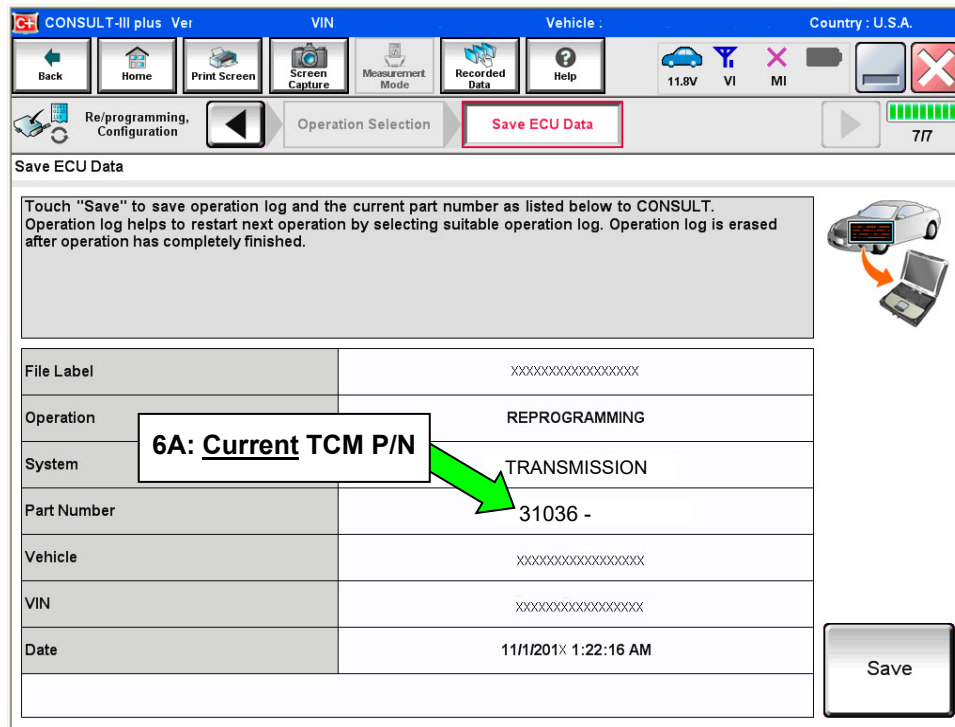 C+ CONSULT-III plus Ver VIN Vehicle : Country : U.S.A.
Back Home Print Screen Screen Capture Measurement Mode Recorded Data Help 11.8V VI MI
Re/programming, Configuration Operation Selection Save ECU Data 7/7
Save ECU Data
Touch "Save" to save operation log and the current part number as listed below to CONSULT.
Operation log helps to restart next operation by selecting suitable operation log. Operation log is erased
after operation has completely finished.
File Label XXXXXXXXXXXXXXXXX
Operation REPROGRAMMING
6A: Current TCM P/N
System TRANSMISSION
Part Number 31036 -
Vehicle XXXXXXXXXXXXXXXXX
VIN XXXXXXXXXXXXXXXXX
Date 11/1/201X 1:22:16 AM
Save